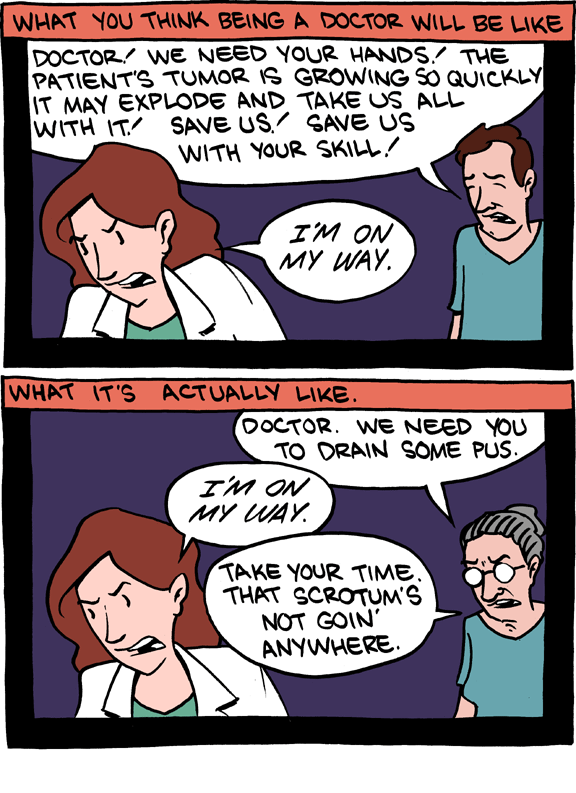 WHAT YOU THINK BEING A DOCTOR WILL BE LIKE
DOCTOR! WE NEED YOUR HANDS! THE
PATIENT'S TUMOR IS GROWING SO QUICKLY
IT MAY EXPLODE AND TAKE US ALL
WITH IT! SAVE US! SAVE US
WITH YOUR SKILL!
I'M ON
MY WAY.
WHAT IT'S ACTUALLY LIKE.
DOCTOR. WE NEED YOU
TO DRAIN SOME PUS.
I'M ON
MY WAY.
TAKE YOUR TIME.
THAT SCROTUM'S
NOT GOIN'
ANYWHERE.